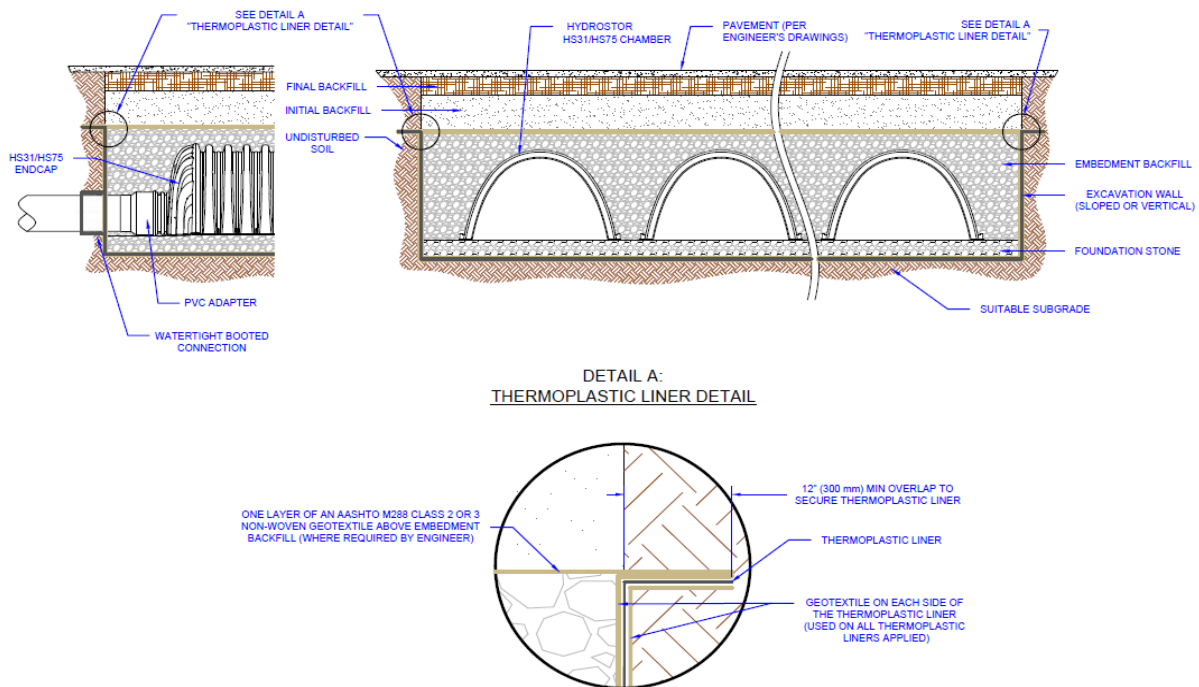 SEE DETAIL A
"THERMOPLASTIC LINER DETAIL"
HYDROSTOR
HS31/HS75 CHAMBER
PAVEMENT (PER
ENGINEER'S DRAWINGS)
SEE DETAIL A
"THERMOPLASTIC LINER DETAIL"
FINAL BACKFILL
INITIAL BACKFILL
UNDISTURBED
SOIL
HS31/HS75
ENDCAP
EMBEDMENT BACKFILL
EXCAVATION WALL
(SLOPED OR VERTICAL)
FOUNDATION STONE
PVC ADAPTER
SUITABLE SUBGRADE
WATERTIGHT BOOTED
CONNECTION
DETAIL A:
THERMOPLASTIC LINER DETAIL
12" (300 mm) MIN OVERLAP TO
SECURE THERMOPLASTIC LINER
ONE LAYER OF AN AASHTO M288 CLASS 2 OR 3
NON-WOVEN GEOTEXTILE ABOVE EMBEDMENT
BACKFILL (WHERE REQUIRED BY ENGINEER)
THERMOPLASTIC LINER
GEOTEXTILE ON EACH SIDE OF
THE THERMOPLASTIC LINER
(USED ON ALL THERMOPLASTIC
LINERS APPLIED)